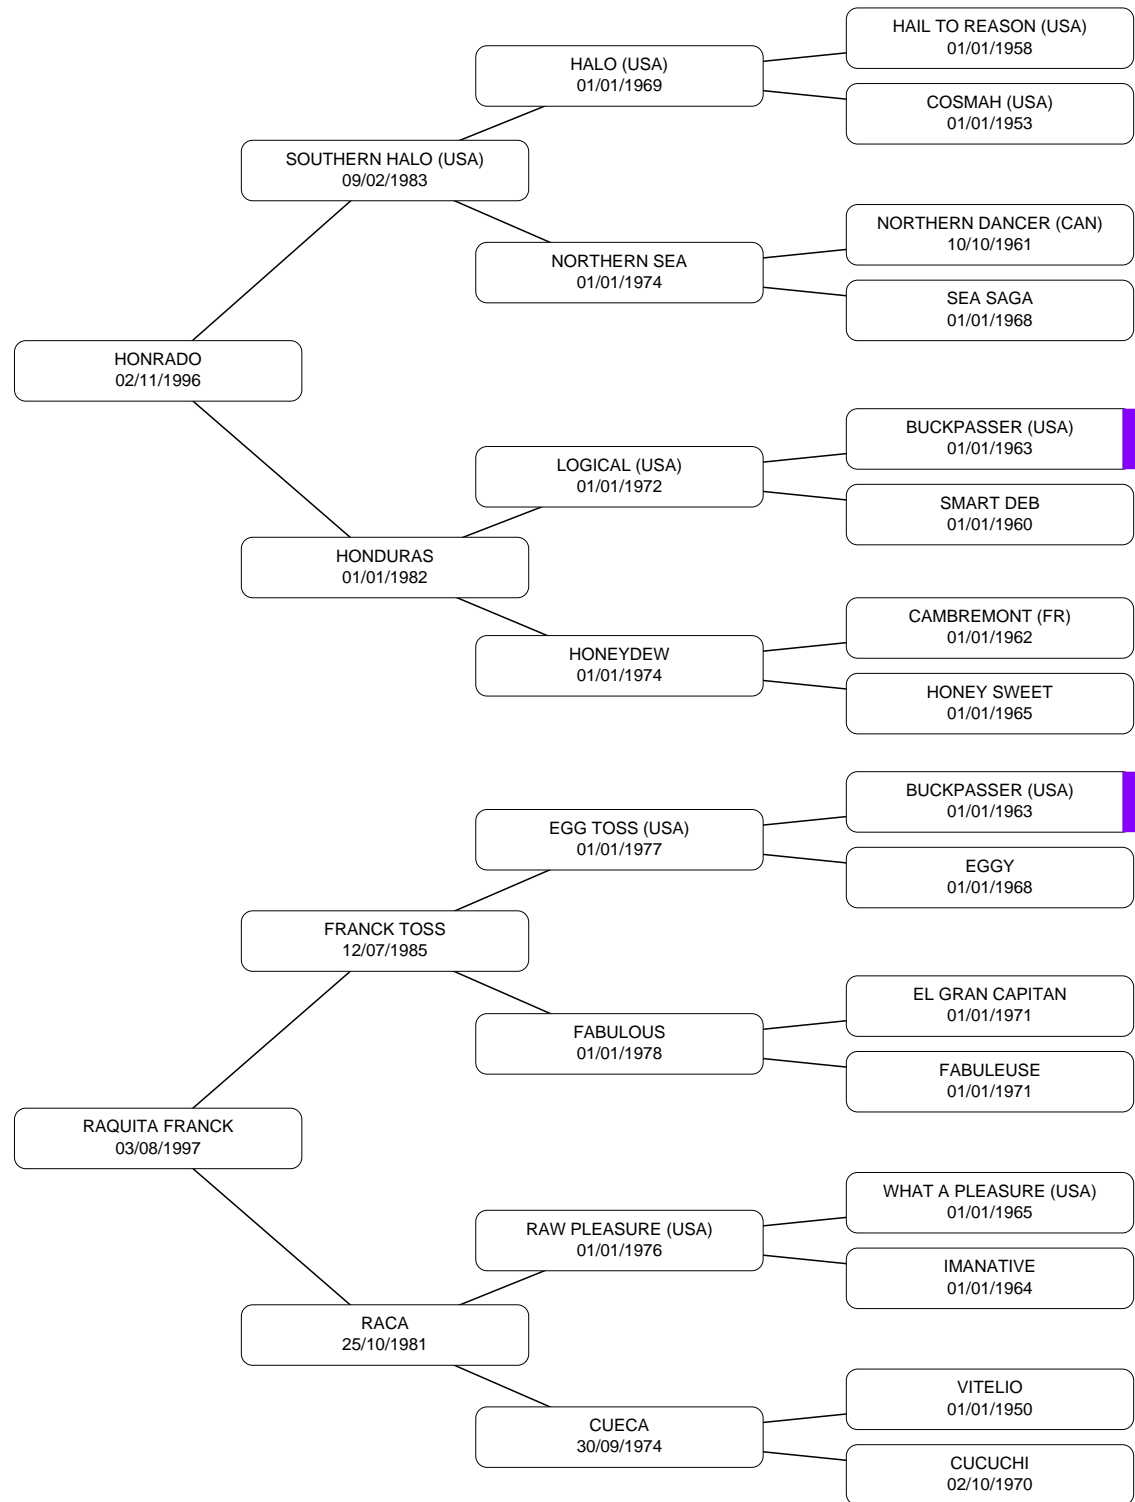 HAIL TO REASON (USA)
01/01/1958
HALO (USA)
01/01/1969
COSMAH (USA)
01/01/1953
SOUTHERN HALO (USA)
09/02/1983
NORTHERN DANCER (CAN)
10/10/1961
NORTHERN SEA
01/01/1974
SEA SAGA
01/01/1968
HONRADO
02/11/1996
BUCKPASSER (USA)
01/01/1963
LOGICAL (USA)
01/01/1972
SMART DEB
01/01/1960
HONDURAS
01/01/1982
CAMBREMONT (FR)
01/01/1962
HONEYDEW
01/01/1974
HONEY SWEET
01/01/1965
BUCKPASSER (USA)
01/01/1963
EGG TOSS (USA)
01/01/1977
EGGY
01/01/1968
FRANCK TOSS
12/07/1985
EL GRAN CAPITAN
01/01/1971
FABULOUS
01/01/1978
FABULEUSE
01/01/1971
RAQUITA FRANCK
03/08/1997
WHAT A PLEASURE (USA)
01/01/1965
RAW PLEASURE (USA)
01/01/1976
IMANATIVE
01/01/1964
RACA
25/10/1981
VITELIO
01/01/1950
CUECA
30/09/1974
CUCUCHI
02/10/1970